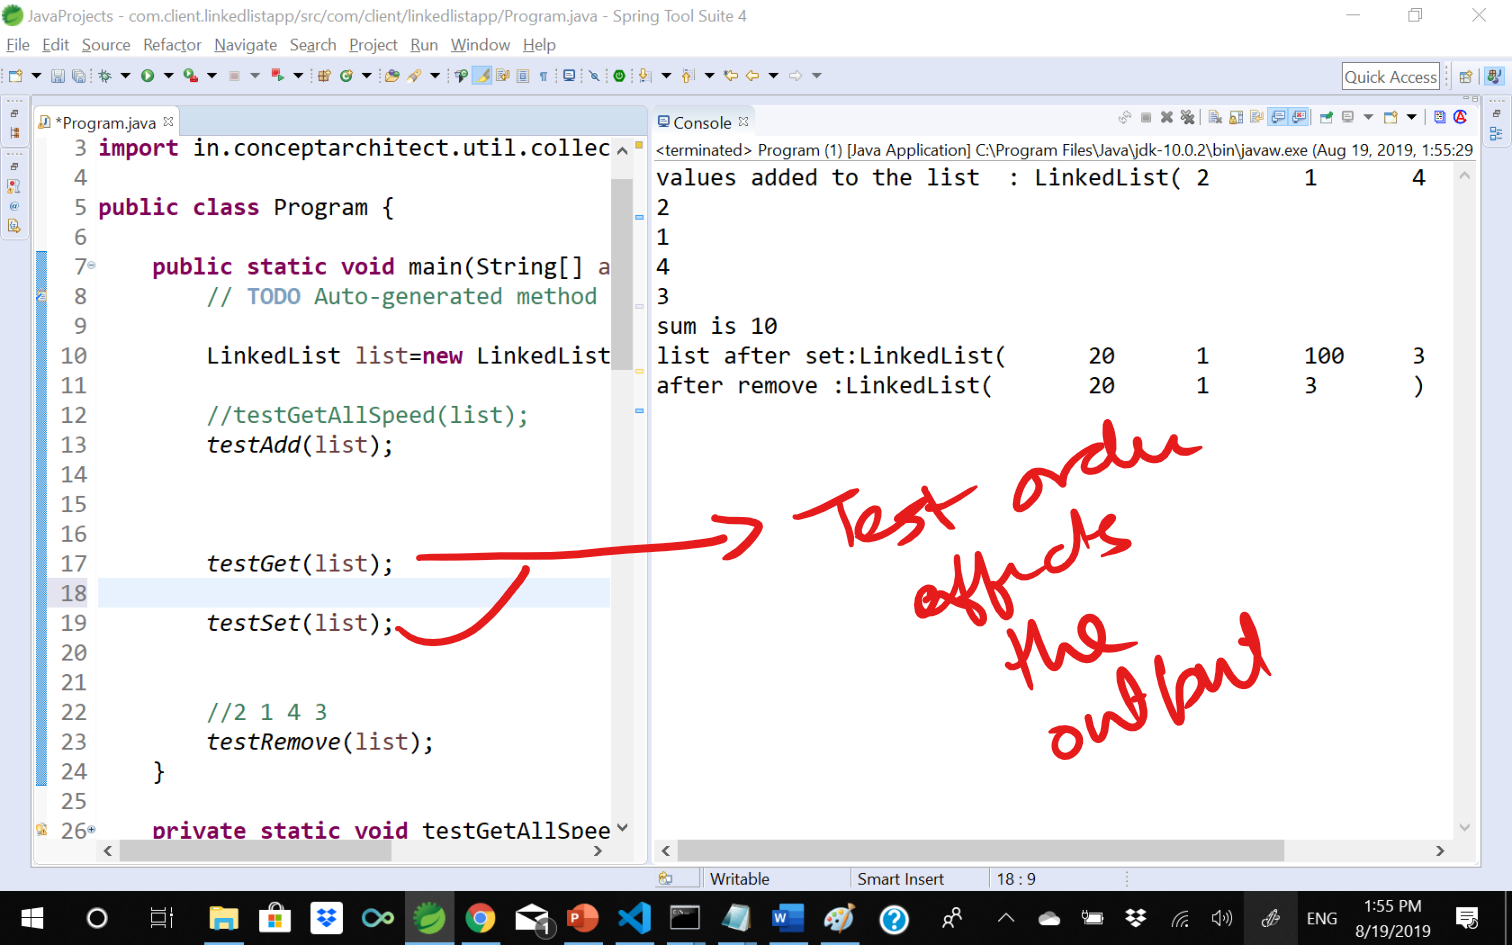 JavaProjects - com.client.linkedlistapp/src/com/client/linkedlistapp/Program.java - Spring Tool Suite 4
File Edit Source Refactor Navigate Search Project Run Window Help
Quick Access
*Program.java
3 import in.conceptarchitect.util.collec
4
5 public class Program {
6
7 public static void main(String[] a
8 // TODO Auto-generated method
9
10 LinkedList list=new LinkedList
11
12 //testGetAllSpeed(list);
13 testAdd(list);
14
15
16
17 testGet(list);
18
19 testSet(list);
20
21
22 //2 1 4 3
23 testRemove(list);
24 }
25
26 private static void testGetAllSpee
Console
<terminated> Program (1) [Java Application] C:\Program Files\Java\jdk-10.0.2\bin\javaw.exe (Aug 19, 2019, 1:55:29
values added to the list : LinkedList( 2 1 4
2
1
4
3
sum is 10
list after set:LinkedList( 20 1 100 3
after remove :LinkedList( 20 1 3 )
Test order
affects
the
output
Writable Smart Insert 18 : 9
1
ENG
1:55 PM
8/19/2019